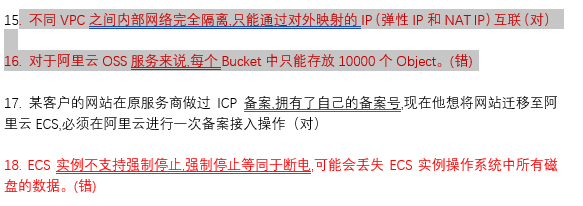 15. 不同 VPC 之间内部网络完全隔离,只能通过对外映射的 IP（弹性 IP 和 NAT IP）互联（对）
16. 对于阿里云 OSS 服务来说,每个 Bucket 中只能存放 10000 个 Object。(错)
17. 某客户的网站在原服务商做过 ICP 备案,拥有了自己的备案号,现在他想将网站迁移至阿
里云 ECS,必须在阿里云进行一次备案接入操作（对）
18. ECS 实例不支持强制停止,强制停止等同于断电,可能会丢失 ECS 实例操作系统中所有磁
盘的数据。(错)